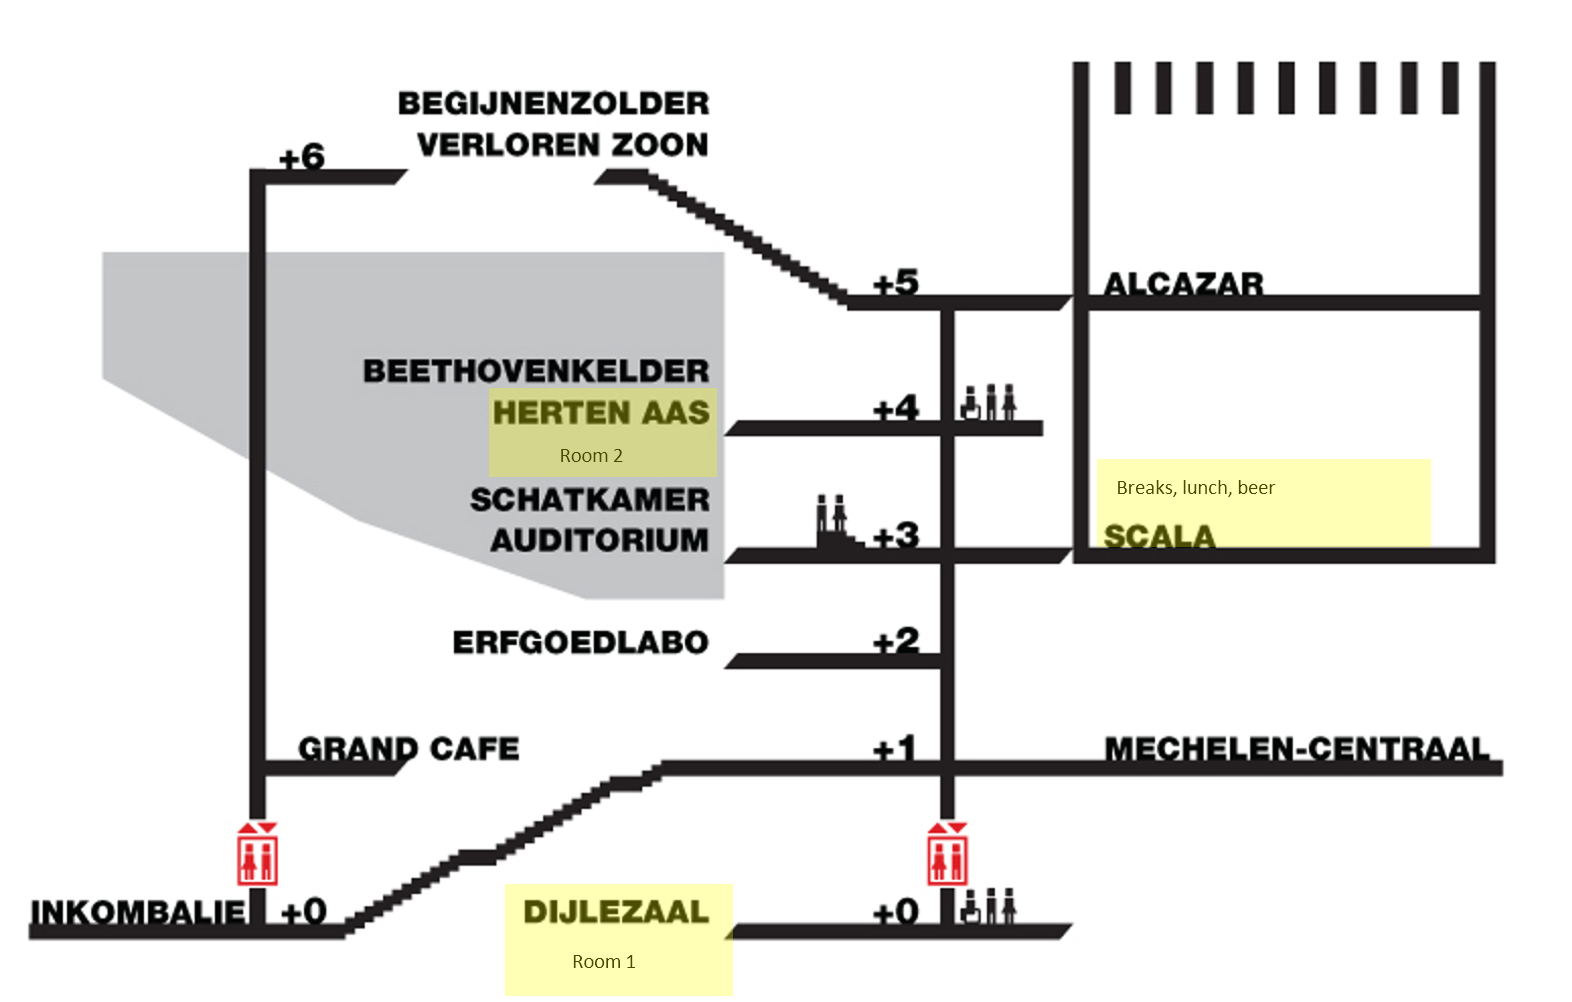 BEGIJNENZOLDER
VERLOREN ZOON
+6
+5
ALCAZAR
BEETHOVENKELDER
HERTEN AAS
+4
Room 2
Breaks, lunch, beer
SCHATKAMER
AUDITORIUM
+3
SCALA
ERFGOEDLABO
+2
GRAND CAFE
+1
MECHELEN-CENTRAAL
INKOMBALIE
+0
DIJLEZAAL
+0
Room 1